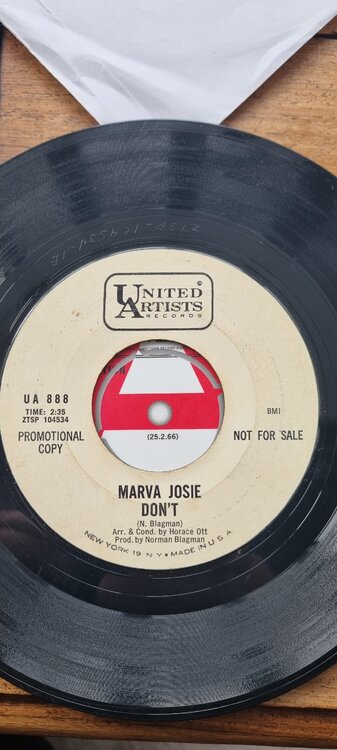 UNITED
ARTISTS
RECORDS
©
UA 888
TIME: 2:35
ZTSP 104534
PROMOTIONAL
COPY
BMI
NOT FOR SALE
(25.2.66)
MARVA JOSIE
DON'T
(N. Blagman)
Arr. & Cond. by Horace Ott
Prod. by Norman Blagman
NEW YORK 19 N.Y. • MADE IN U.S.A.